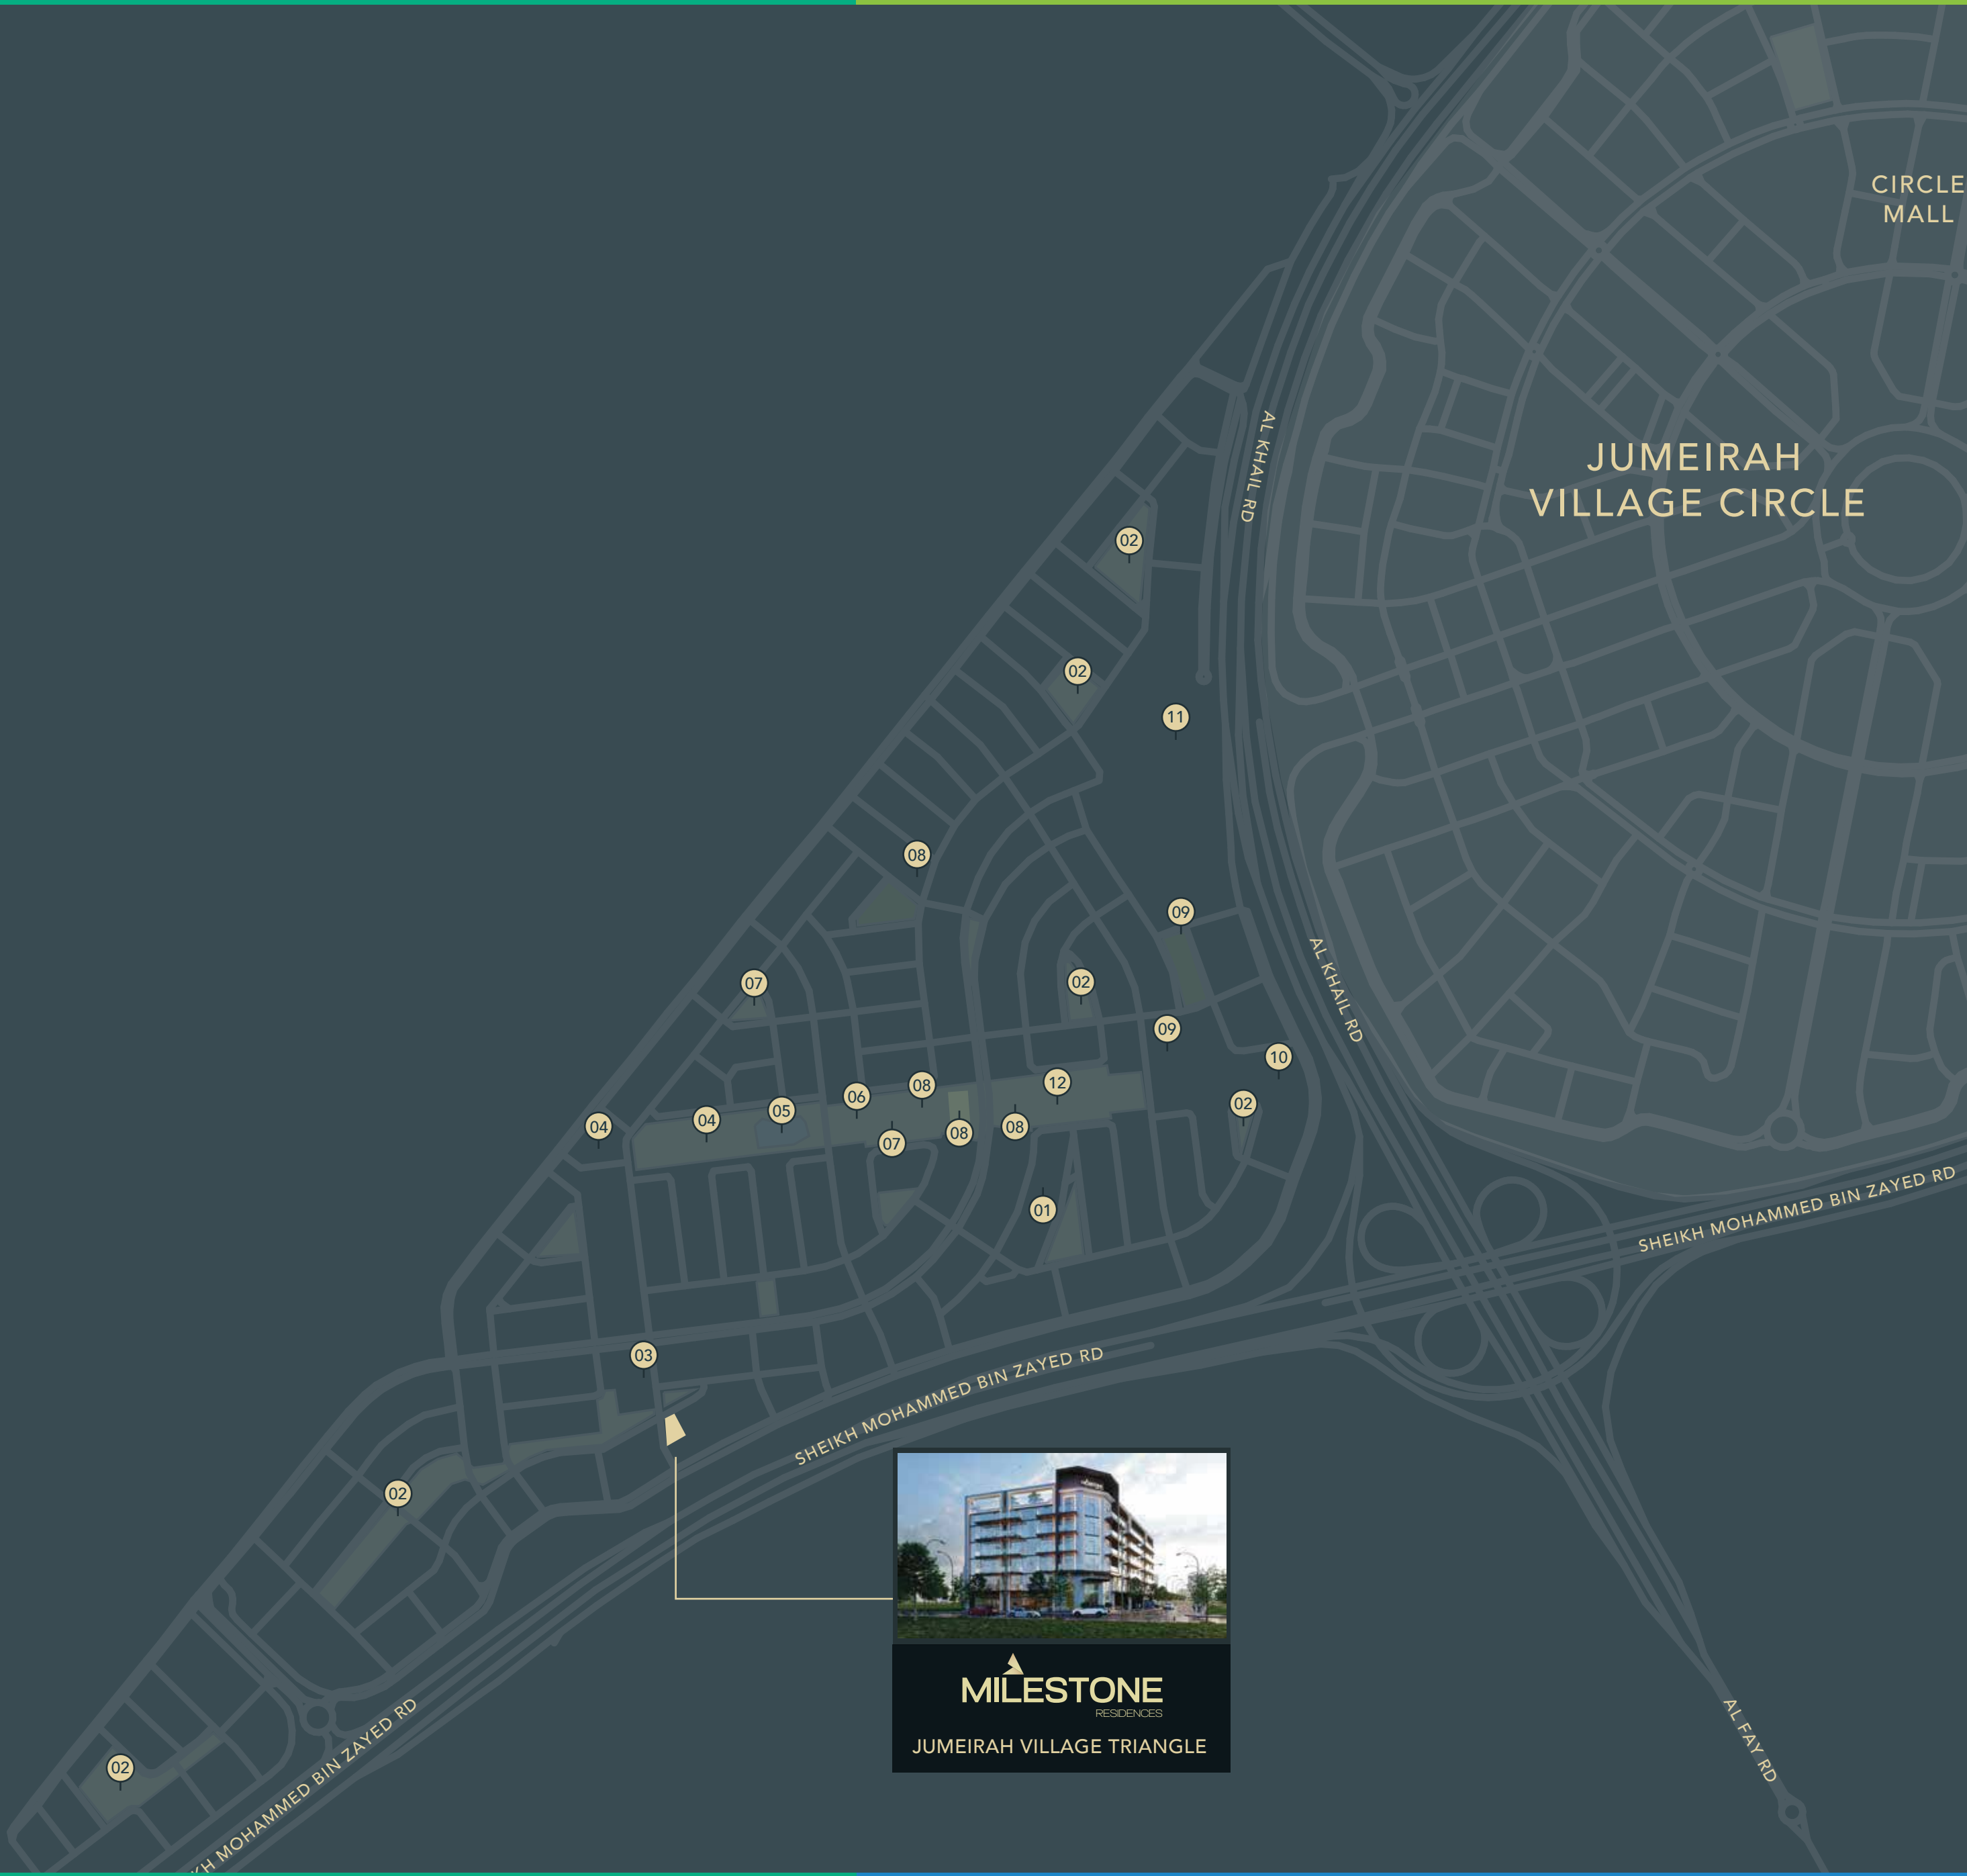 CIRCLE
MALL
AL KHAIL RD
JUMEIRAH
VILLAGE CIRCLE
02
02
11
08
09
AL KHAIL RD
07
02
09
10
12
08
06
02
05
04
04
08
08
07
SHEIKH MOHAMMED BIN ZAYED RD
01
03
SHEIKH MOHAMMED BIN ZAYED RD
02
MILESTONE
RESIDENCES
JUMEIRAH VILLAGE TRIANGLE
AL FAY RD
02
KH MOHAMMED BIN ZAYED RD